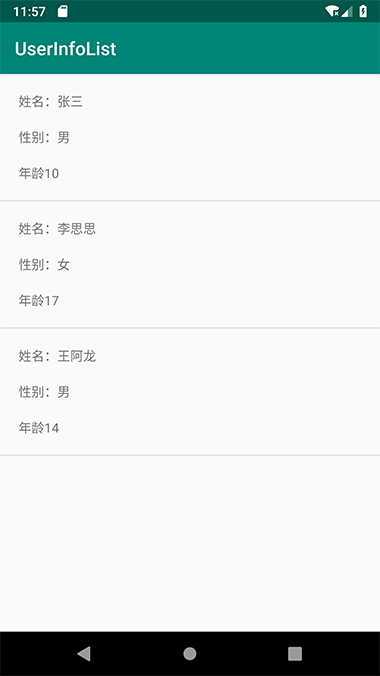 11:57
UserInfoList
姓名：张三
性别：男
年龄10
姓名：李思思
性别：女
年龄17
姓名：王阿龙
性别：男
年龄14